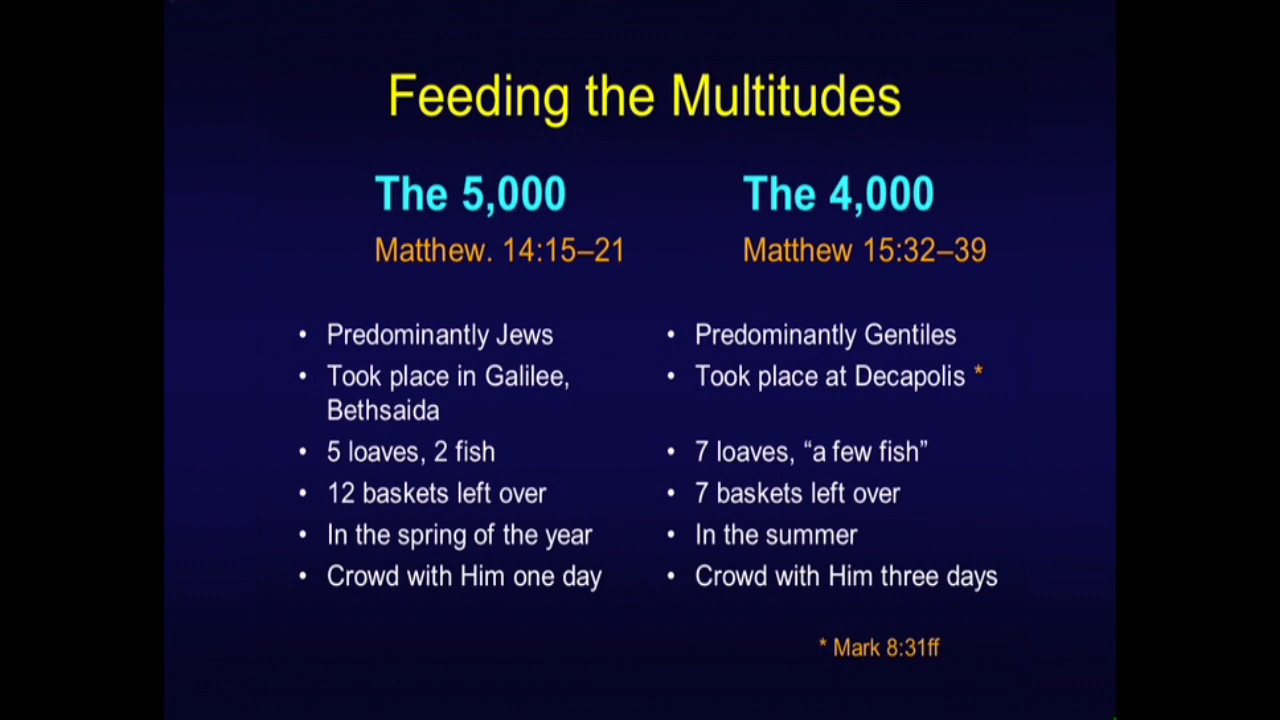 Feeding the Multitudes
The 5,000
Matthew. 14:15–21
• Predominantly Jews
• Took place in Galilee,
Bethsaida
• 5 loaves, 2 fish
• 12 baskets left over
• In the spring of the year
• Crowd with Him one day
The 4,000
Matthew 15:32–39
• Predominantly Gentiles
• Took place at Decapolis *
• 7 loaves, “a few fish”
• 7 baskets left over
• In the summer
• Crowd with Him three days
* Mark 8:31ff